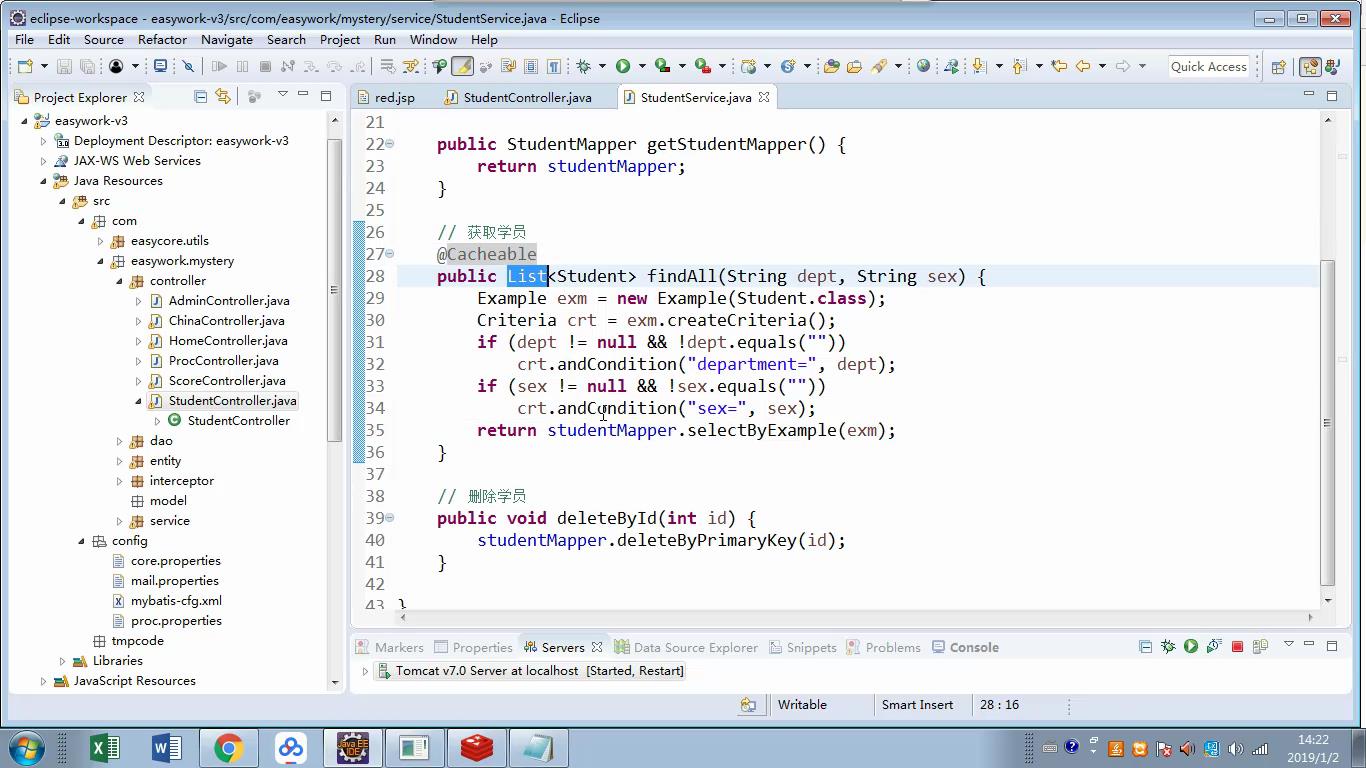 eclipse-workspace - easywork-v3/src/com/easywork/mystery/service/StudentService.java - Eclipse
File Edit Source Refactor Navigate Search Project Run Window Help
Quick Access
Project Explorer
red.jsp StudentController.java StudentService.java
easywork-v3
Deployment Descriptor: easywork-v3
JAX-WS Web Services
Java Resources
src
com
easycore.utils
easywork.mystery
controller
AdminController.java
ChinaController.java
HomeController.java
ProcController.java
ScoreController.java
StudentController.java
StudentController
dao
entity
interceptor
model
service
config
core.properties
mail.properties
mybatis-cfg.xml
proc.properties
tmpcode
Libraries
JavaScript Resources
21
22 public StudentMapper getStudentMapper() {
23 return studentMapper;
24 }
25
26 // 获取学员
27 @Cacheable
28 public List<Student> findAll(String dept, String sex) {
29 Example exm = new Example(Student.class);
30 Criteria crt = exm.createCriteria();
31 if (dept != null && !dept.equals(""))
32 crt.andCondition("department=", dept);
33 if (sex != null && !sex.equals(""))
34 crt.andCondition("sex=", sex);
35 return studentMapper.selectByExample(exm);
36 }
37
38 // 删除学员
39 public void deleteById(int id) {
40 studentMapper.deleteByPrimaryKey(id);
41 }
42
43 }
Markers Properties Servers Data Source Explorer Snippets Problems Console
Tomcat v7.0 Server at localhost [Started, Restart]
Writable Smart Insert 28 : 16
Java EE
IDE
14:22
2019/1/2